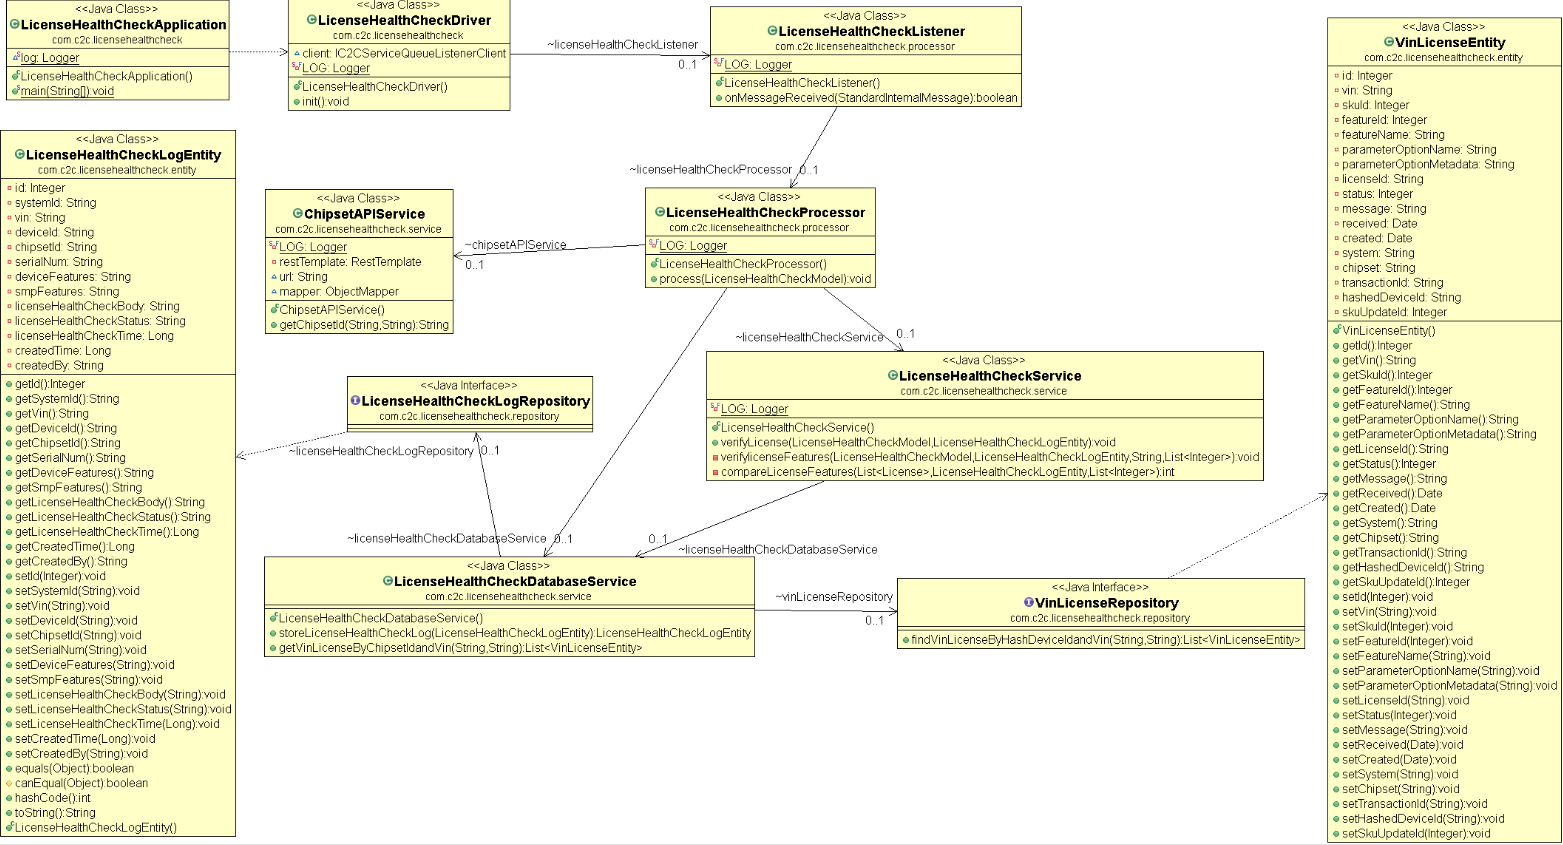 <<Java Class>>
LicenseHealthCheckApplication
com.c2c.licensehealthcheck
log: Logger
LicenseHealthCheckApplication()
main(String[]):void
<<Java Class>>
LicenseHealthCheckDriver
com.c2c.licensehealthcheck
client: IC2CServiceQueueListenerClient
LOG: Logger
LicenseHealthCheckDriver()
init():void
~licenseHealthCheckListener
0..1
<<Java Class>>
LicenseHealthCheckListener
com.c2c.licensehealthcheck.processor
LOG: Logger
LicenseHealthCheckListener()
onMessageReceived(StandardInternalMessage):boolean
~licenseHealthCheckProcessor
0..1
<<Java Class>>
LicenseHealthCheckLogEntity
com.c2c.licensehealthcheck.entity
id: Integer
systemId: String
vin: String
deviceId: String
chipsetId: String
serialNum: String
deviceFeatures: String
smpFeatures: String
licenseHealthCheckBody: String
licenseHealthCheckStatus: String
licenseHealthCheckTime: Long
createdTime: Long
createdBy: String
getId():Integer
getSystemId():String
getVin():String
getDeviceId():String
getChipsetId():String
getSerialNum():String
getDeviceFeatures():String
getSmpFeatures():String
getLicenseHealthCheckBody():String
getLicenseHealthCheckStatus():String
getLicenseHealthCheckTime():Long
getCreatedTime():Long
getCreatedBy():String
setId(Integer):void
setSystemId(String):void
setVin(String):void
setDeviceId(String):void
setChipsetId(String):void
setSerialNum(String):void
setDeviceFeatures(String):void
setSmpFeatures(String):void
setLicenseHealthCheckBody(String):void
setLicenseHealthCheckStatus(String):void
setLicenseHealthCheckTime(Long):void
setCreatedTime(Long):void
setCreatedBy(String):void
equals(Object):boolean
canEqual(Object):boolean
hashCode():int
toString():String
LicenseHealthCheckLogEntity()
<<Java Class>>
ChipsetAPIService
com.c2c.licensehealthcheck.service
LOG: Logger
restTemplate: RestTemplate
url: String
mapper: ObjectMapper
ChipsetAPIService()
getChipsetId(String,String):String
~chipsetAPIService
0..1
<<Java Class>>
LicenseHealthCheckProcessor
com.c2c.licensehealthcheck.processor
LOG: Logger
LicenseHealthCheckProcessor()
process(LicenseHealthCheckModel):void
~licenseHealthCheckService
0..1
<<Java Class>>
LicenseHealthCheckService
com.c2c.licensehealthcheck.service
LOG: Logger
LicenseHealthCheckService()
verifyLicense(LicenseHealthCheckModel,LicenseHealthCheckLogEntity):void
verifylicenseFeatures(LicenseHealthCheckModel,LicenseHealthCheckLogEntity,String,List<Integer>):void
compareLicenseFeatures(List<License>,LicenseHealthCheckLogEntity,List<Integer>):int
<<Java Interface>>
LicenseHealthCheckLogRepository
com.c2c.licensehealthcheck.repository
~licenseHealthCheckLogRepository
0..1
~licenseHealthCheckDatabaseService
0..1
0..1
~licenseHealthCheckDatabaseService
<<Java Class>>
LicenseHealthCheckDatabaseService
com.c2c.licensehealthcheck.service
LicenseHealthCheckDatabaseService()
storeLicenseHealthCheckLog(LicenseHealthCheckLogEntity):LicenseHealthCheckLogEntity
getVinLicenseByChipsetIdandVin(String,String):List<VinLicenseEntity>
~vinLicenseRepository
0..1
<<Java Interface>>
VinLicenseRepository
com.c2c.licensehealthcheck.repository
findVinLicenseByHashDeviceIdandVin(String,String):List<VinLicenseEntity>
<<Java Class>>
VinLicenseEntity
com.c2c.licensehealthcheck.entity
id: Integer
vin: String
skuId: Integer
featureId: Integer
featureName: String
parameterOptionName: String
parameterOptionMetadata: String
licenseId: String
status: Integer
message: String
received: Date
created: Date
system: String
chipset: String
transactionId: String
hashedDeviceId: String
skuUpdateId: Integer
VinLicenseEntity()
getId():Integer
getVin():String
getSkuId():Integer
getFeatureId():Integer
getFeatureName():String
getParameterOptionName():String
getParameterOptionMetadata():String
getLicenseId():String
getStatus():Integer
getMessage():String
getReceived():Date
getCreated():Date
getSystem():String
getChipset():String
getTransactionId():String
getHashedDeviceId():String
getSkuUpdateId():Integer
setId(Integer):void
setVin(String):void
setSkuId(Integer):void
setFeatureId(Integer):void
setFeatureName(String):void
setParameterOptionName(String):void
setParameterOptionMetadata(String):void
setLicenseId(String):void
setStatus(Integer):void
setMessage(String):void
setReceived(Date):void
setCreated(Date):void
setSystem(String):void
setChipset(String):void
setTransactionId(String):void
setHashedDeviceId(String):void
setSkuUpdateId(Integer):void